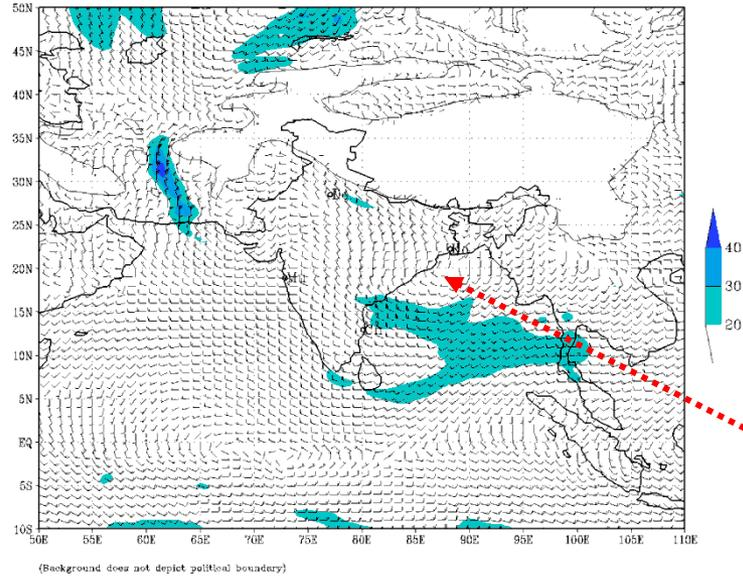 50N
45N
40N
35N
30N
25N
20N
15N
10N
5N
EQ
5S
10S
50E 55E 60E 65E 70E 75E 80E 85E 90E 95E 100E 105E 110E
40
30
20
(Background does not depict political boundary)